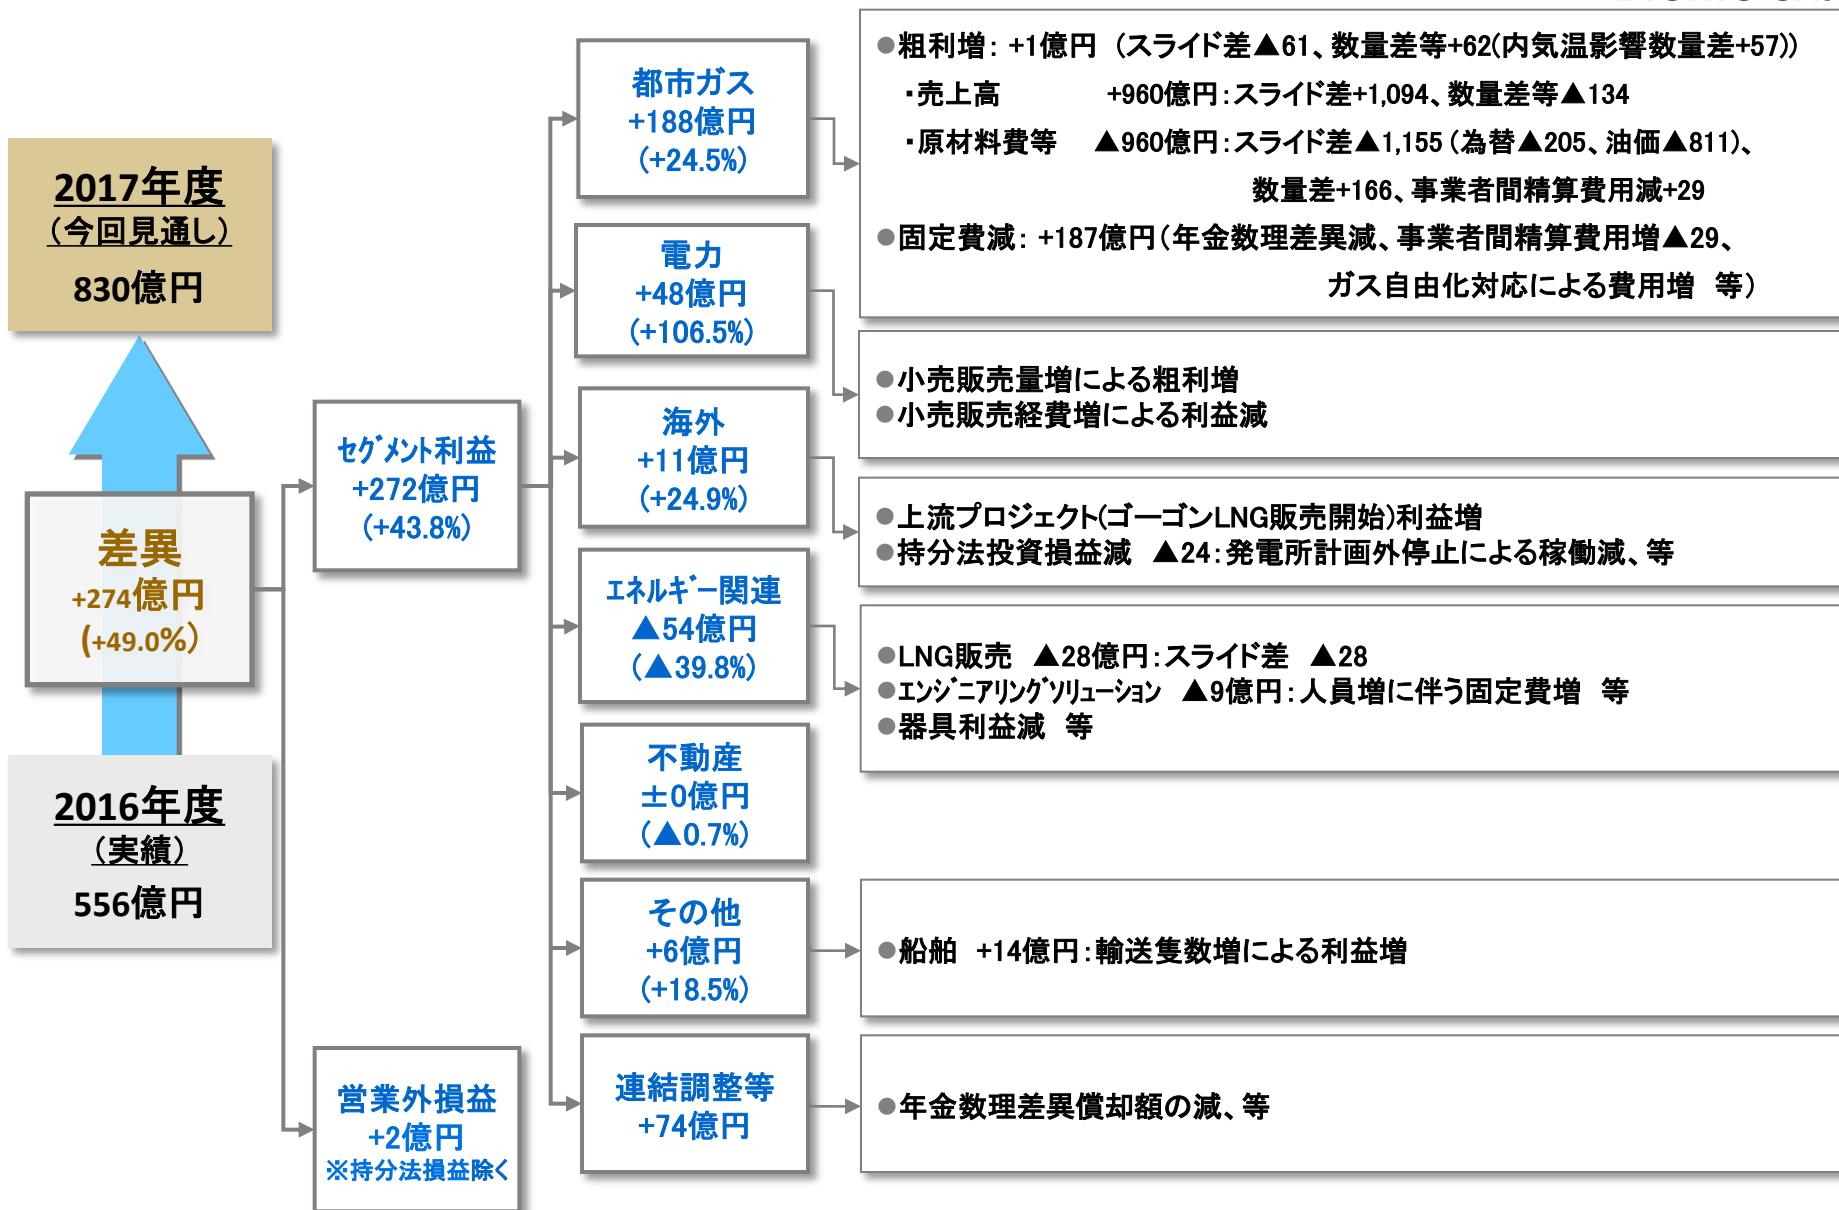 2017年度
（今回見通し）
830億円
差異
+274億円
(+49.0%)
2016年度
（実績）
556億円
ｾｸﾞﾒﾝﾄ利益
+272億円
(+43.8%)
営業外損益
+2億円
※持分法損益除く
都市ガス
+188億円
(+24.5%)
電力
+48億円
(+106.5%)
海外
+11億円
(+24.9%)
ｴﾈﾙｷﾞｰ関連
▲54億円
(▲39.8%)
不動産
±0億円
(▲0.7%)
その他
+6億円
(+18.5%)
連結調整等
+74億円
●粗利増： +1億円 （スライド差▲61、数量差等+62(内気温影響数量差+57)）
・売上高 +960億円：スライド差+1,094、数量差等▲134
・原材料費等 ▲960億円：スライド差▲1,155（為替▲205、油価▲811）、
数量差+166、事業者間精算費用減+29
●固定費減： +187億円（年金数理差異減、事業者間精算費用増▲29、
ガス自由化対応による費用増 等）
●小売販売量増による粗利増
●小売販売経費増による利益減
●上流プロジェクト(ゴーゴンLNG販売開始)利益増
●持分法投資損益減 ▲24：発電所計画外停止による稼働減、等
●LNG販売 ▲28億円：スライド差 ▲28
●ｴﾝｼﾞﾆｱﾘﾝｸﾞｿﾘｭｰｼｮﾝ ▲9億円：人員増に伴う固定費増 等
●器具利益減 等
●船舶 +14億円：輸送隻数増による利益増
●年金数理差異償却額の減、等